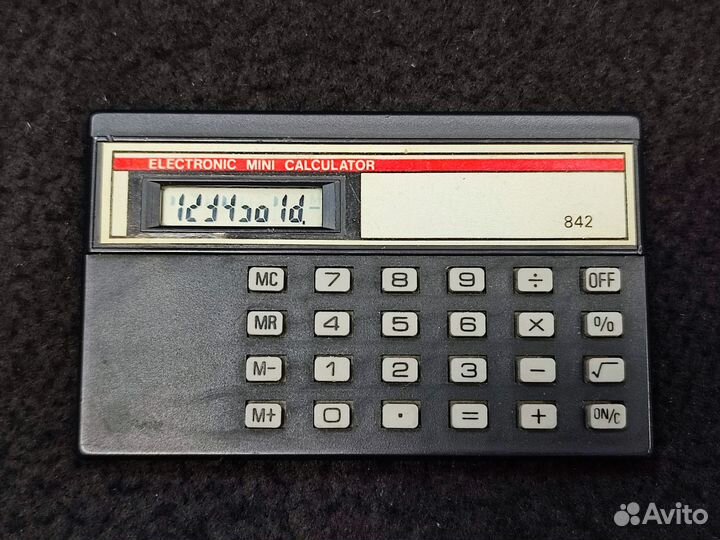 ELECTRONIC MINI CALCULATOR
842
MC 7 8 9 ÷ OFF
MR 4 5 6 × %
M− 1 2 3 − √
M+ 0 . = + ON/C
Avito